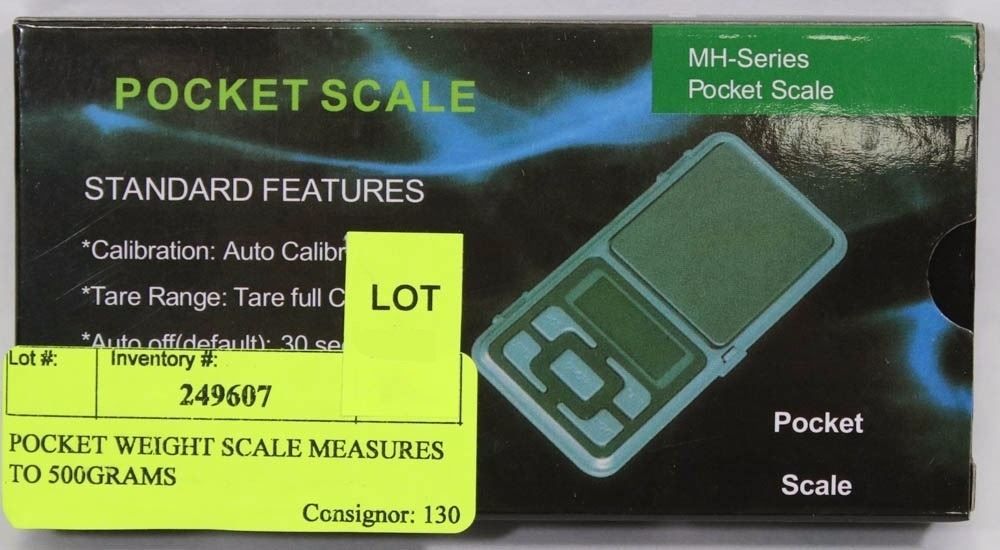 MH-Series
Pocket Scale
POCKET SCALE
STANDARD FEATURES
*Calibration: Auto Calibr
*Tare Range: Tare full C
*Auto off(default): 30 se
LOT
Lot #:
Inventory #:
249607
POCKET WEIGHT SCALE MEASURES
TO 500GRAMS
Consignor: 130
Pocket
Scale